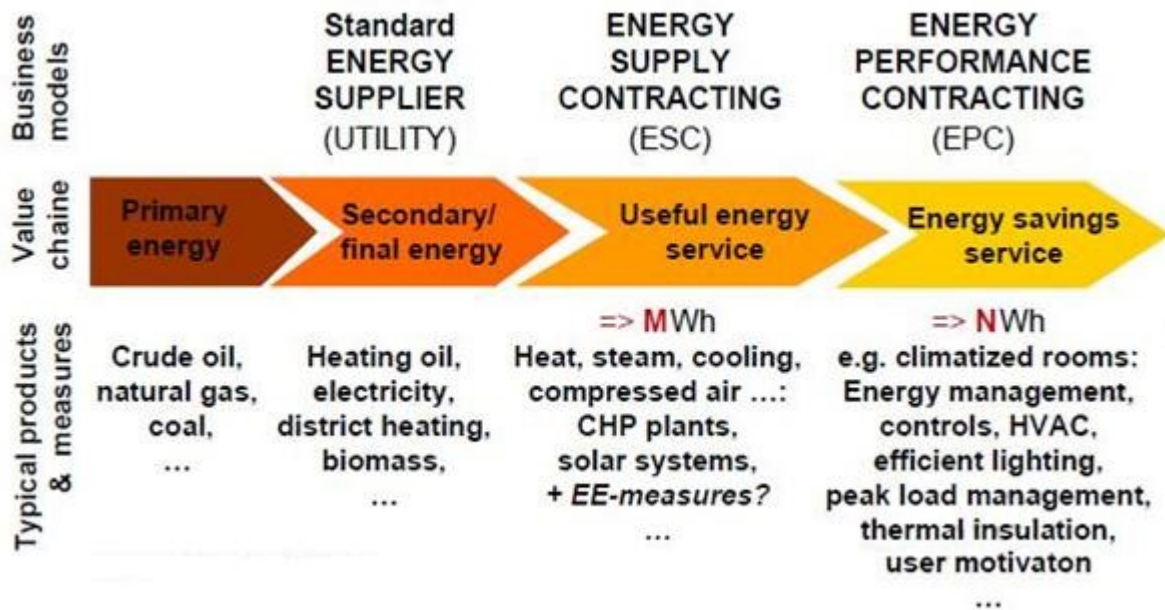 Business
models
Standard
ENERGY
SUPPLIER
(UTILITY)
ENERGY
SUPPLY
CONTRACTING
(ESC)
ENERGY
PERFORMANCE
CONTRACTING
(EPC)
Value
chaine
Primary
energy
Secondary/
final energy
Useful energy
service
Energy savings
service
Typical products
& measures
Crude oil,
natural gas,
coal,
...
Heating oil,
electricity,
district heating,
biomass,
...
=> MWh
Heat, steam, cooling,
compressed air ...:
CHP plants,
solar systems,
+ EE-measures?
...
=> NWh
e.g. climatized rooms:
Energy management,
controls, HVAC,
efficient lighting,
peak load management,
thermal insulation,
user motivaton
...